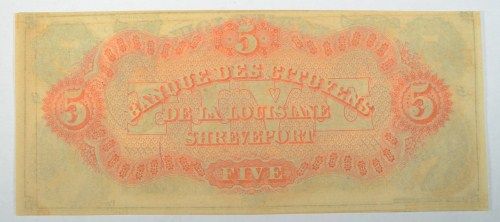 5
BANQUE DES CITOYENS
5 5
DE LA LOUISIANE
SHREVEPORT
FIVE